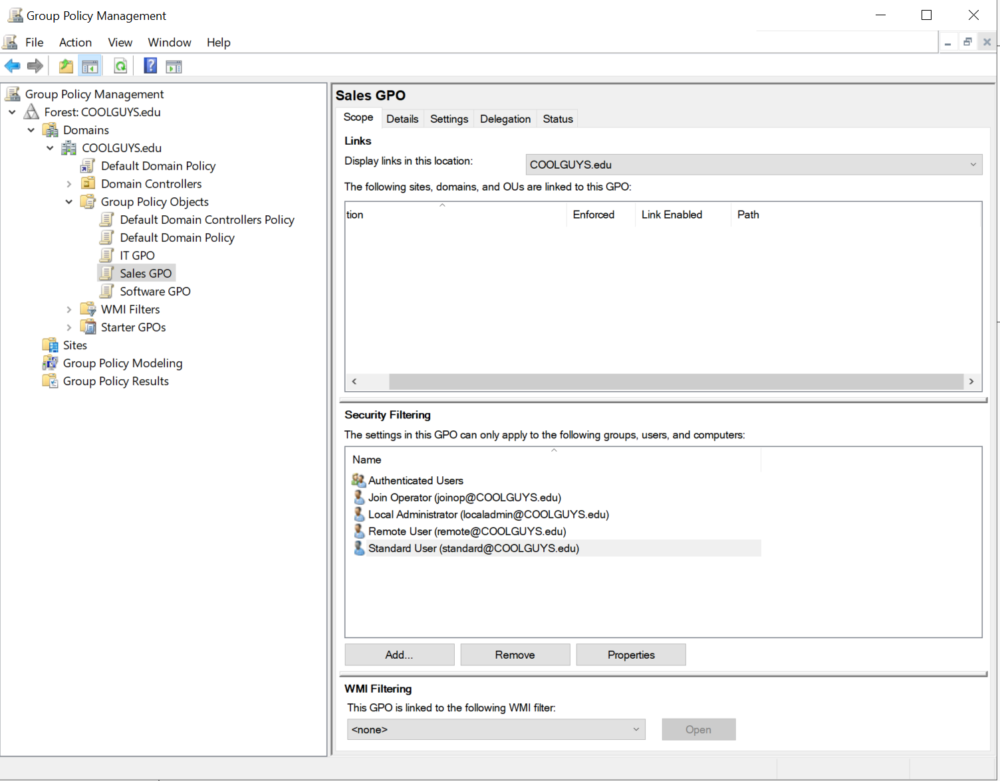 Group Policy Management
File Action View Window Help
Group Policy Management
Forest: COOLGUYS.edu
Domains
COOLGUYS.edu
Default Domain Policy
Domain Controllers
Group Policy Objects
Default Domain Controllers Policy
Default Domain Policy
IT GPO
Sales GPO
Software GPO
WMI Filters
Starter GPOs
Sites
Group Policy Modeling
Group Policy Results
Sales GPO
Scope Details Settings Delegation Status
Links
Display links in this location: COOLGUYS.edu
The following sites, domains, and OUs are linked to this GPO:
tion Enforced Link Enabled Path
Security Filtering
The settings in this GPO can only apply to the following groups, users, and computers:
Name
Authenticated Users
Join Operator (joinop@COOLGUYS.edu)
Local Administrator (localadmin@COOLGUYS.edu)
Remote User (remote@COOLGUYS.edu)
Standard User (standard@COOLGUYS.edu)
Add... Remove Properties
WMI Filtering
This GPO is linked to the following WMI filter:
<none> Open